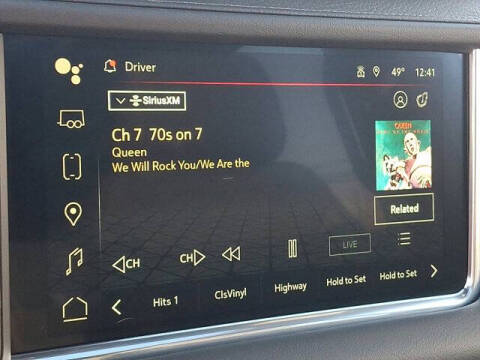 Driver
49° 12:41
SiriusXM
Ch 7 70s on 7
Queen
We Will Rock You/We Are the
QUEEN
Related
CH CH LIVE
Hits 1 ClsVinyl Highway Hold to Set Hold to Set